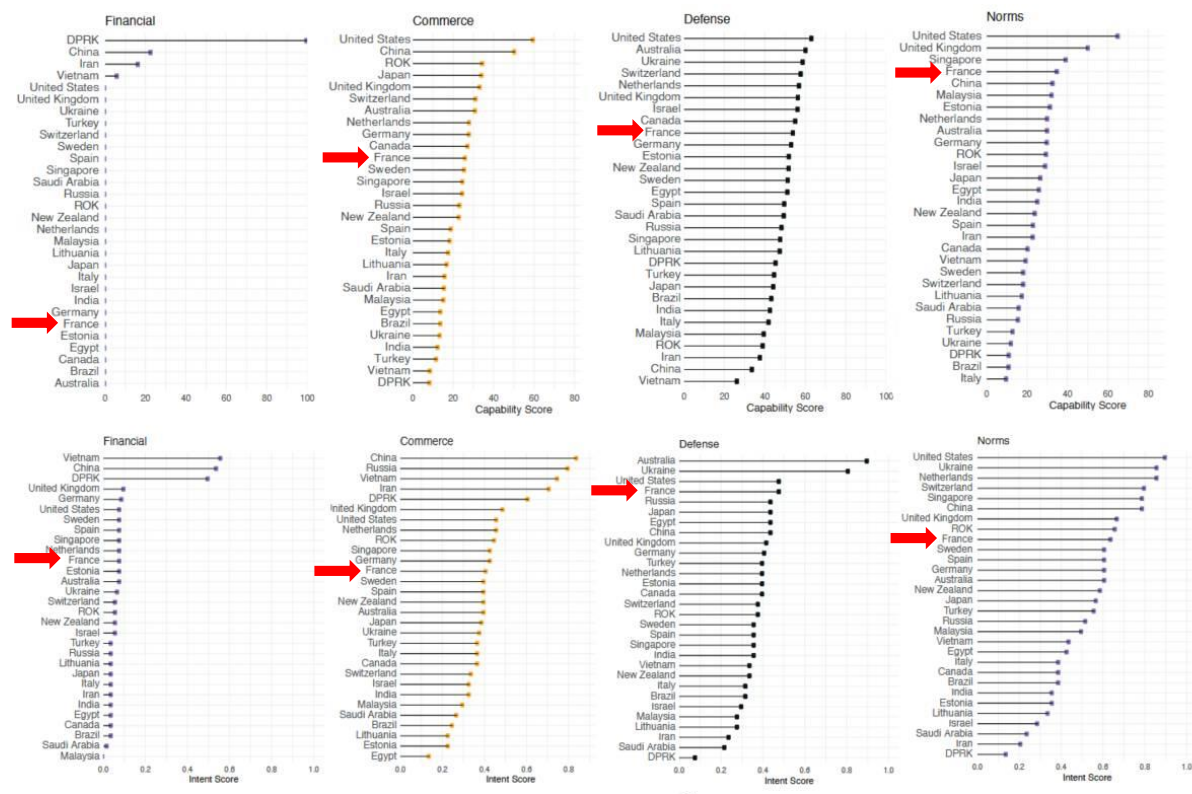 Financial
DPRK
China
Iran
Vietnam
United States
United Kingdom
Ukraine
Turkey
Switzerland
Sweden
Spain
Singapore
Saudi Arabia
Russia
ROK
New Zealand
Netherlands
Malaysia
Lithuania
Japan
Italy
Israel
India
Germany
France
Estonia
Egypt
Canada
Brazil
Australia
0 20 40 60 80 100
Commerce
United States
China
ROK
Japan
United Kingdom
Switzerland
Australia
Netherlands
Germany
Canada
France
Sweden
Singapore
Israel
Russia
New Zealand
Spain
Estonia
Italy
Lithuania
Iran
Saudi Arabia
Malaysia
Egypt
Brazil
Ukraine
India
Turkey
Vietnam
DPRK
0 20 40 60 80
Capability Score
Defense
United States
Australia
Ukraine
Switzerland
Netherlands
United Kingdom
Israel
Canada
France
Germany
Estonia
New Zealand
Sweden
Egypt
Spain
Saudi Arabia
Russia
Singapore
Lithuania
DPRK
Turkey
Japan
Brazil
India
Italy
Malaysia
ROK
Iran
China
Vietnam
0 20 40 60 80 100
Capability Score
Norms
United States
United Kingdom
Singapore
France
China
Malaysia
Estonia
Netherlands
Australia
Germany
ROK
Israel
Japan
Egypt
India
New Zealand
Spain
Iran
Canada
Vietnam
Sweden
Switzerland
Lithuania
Saudi Arabia
Russia
Turkey
Ukraine
DPRK
Brazil
Italy
0 20 40 60 80
Capability Score
Financial
Vietnam
China
DPRK
United Kingdom
Germany
United States
Sweden
Spain
Singapore
Netherlands
France
Estonia
Australia
Ukraine
Switzerland
ROK
New Zealand
Israel
Turkey
Russia
Lithuania
Japan
Italy
Iran
India
Egypt
Canada
Brazil
Saudi Arabia
Malaysia
0.0 0.2 0.4 0.6 0.8 1.0
Intent Score
Commerce
China
Russia
Vietnam
Iran
DPRK
United Kingdom
United States
Netherlands
ROK
Singapore
Germany
France
Sweden
Spain
New Zealand
Australia
Japan
Ukraine
Turkey
Italy
Canada
Switzerland
Israel
India
Malaysia
Saudi Arabia
Brazil
Lithuania
Estonia
Egypt
0.0 0.2 0.4 0.6 0.8
Intent Score
Defense
Australia
Ukraine
United States
France
Russia
Japan
Egypt
China
United Kingdom
Germany
Turkey
Netherlands
Estonia
Canada
Switzerland
ROK
Sweden
Spain
Singapore
India
Vietnam
New Zealand
Italy
Brazil
Israel
Malaysia
Lithuania
Iran
Saudi Arabia
DPRK
0.0 0.2 0.4 0.6 0.8 1.0
Intent Score
Norms
United States
Ukraine
Netherlands
Switzerland
Singapore
China
United Kingdom
ROK
France
Sweden
Spain
Germany
Australia
New Zealand
Japan
Turkey
Russia
Malaysia
Vietnam
Egypt
Italy
Canada
Brazil
India
Estonia
Lithuania
Israel
Saudi Arabia
Iran
DPRK
0.0 0.2 0.4 0.6 0.8 1.0
Intent Score